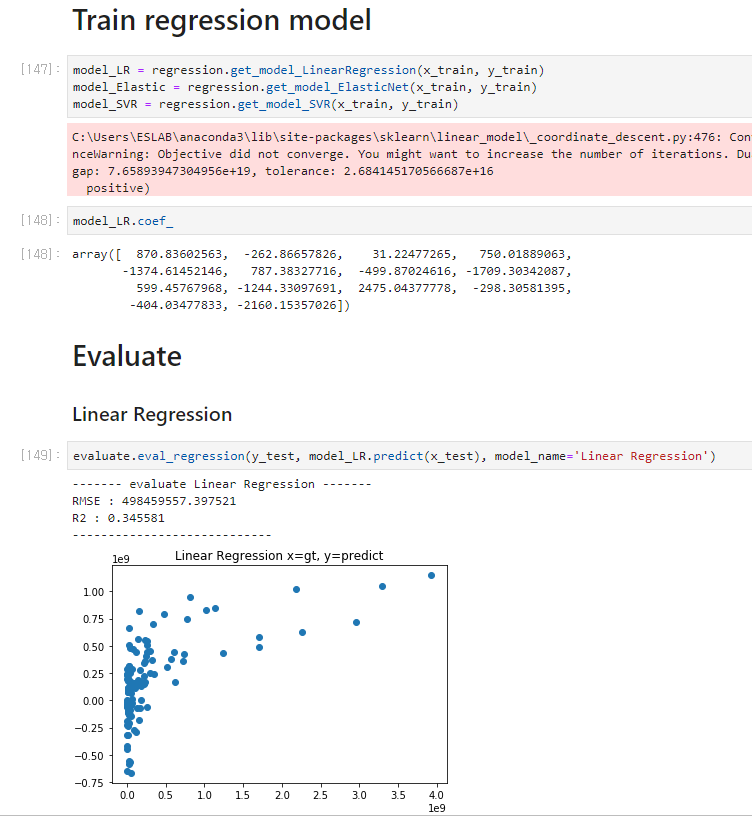 Train regression model
[147]: model_LR = regression.get_model_LinearRegression(x_train, y_train)
model_Elastic = regression.get_model_ElasticNet(x_train, y_train)
model_SVR = regression.get_model_SVR(x_train, y_train)
C:\Users\ESLAB\anaconda3\lib\site-packages\sklearn\linear_model\_coordinate_descent.py:476: Con
nceWarning: Objective did not converge. You might want to increase the number of iterations. Du
gap: 7.65893947304956e+19, tolerance: 2.684145170566687e+16
positive)
[148]: model_LR.coef_
[148]: array([  870.83602563,  -262.86657826,    31.22477265,   750.01889063,
-1374.61452146,   787.38327716,  -499.87024616, -1709.30342087,
599.45767968, -1244.33097691,  2475.04377778,  -298.30581395,
-404.03477833, -2160.15357026])
Evaluate
Linear Regression
[149]: evaluate.eval_regression(y_test, model_LR.predict(x_test), model_name='Linear Regression')
------- evaluate Linear Regression -------
RMSE : 498459557.397521
R2 : 0.345581
---------------------------
1e9
Linear Regression x=gt, y=predict
1.00
0.75
0.50
0.25
0.00
−0.25
−0.50
−0.75
0.0 0.5 1.0 1.5 2.0 2.5 3.0 3.5 4.0
1e9